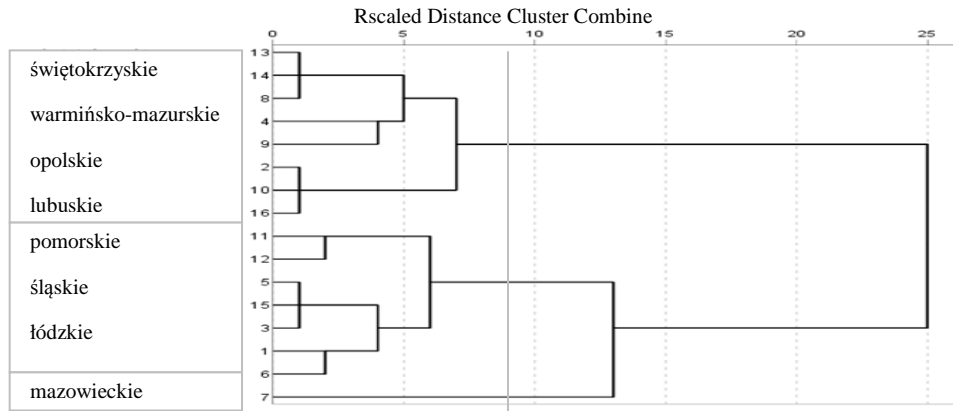 Rscaled Distance Cluster Combine
0 5 10 15 20 25
13
świętokrzyskie
14
8
warmińsko-mazurskie
4
9
opolskie
2
10
lubuskie
16
pomorskie
11
12
śląskie
5
15
łódzkie
3
1
6
mazowieckie
7